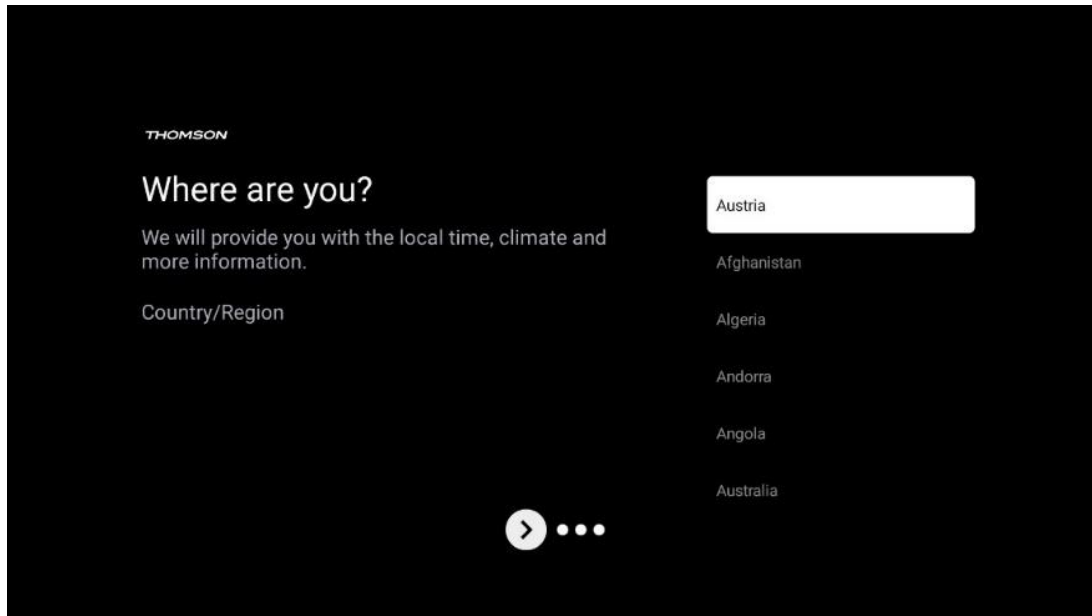 THOMSON
Where are you?
We will provide you with the local time, climate and
more information.
Country/Region
Austria
Afghanistan
Algeria
Andorra
Angola
Australia